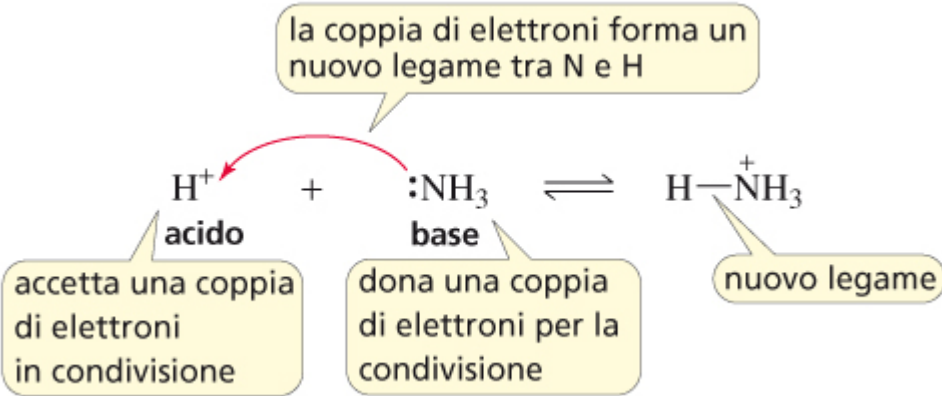 la coppia di elettroni forma un
nuovo legame tra N e H
H⁺ + :NH₃ ⇌ H—N⁺H₃
acido base
accetta una coppia
di elettroni
in condivisione
dona una coppia
di elettroni per la
condivisione
nuovo legame